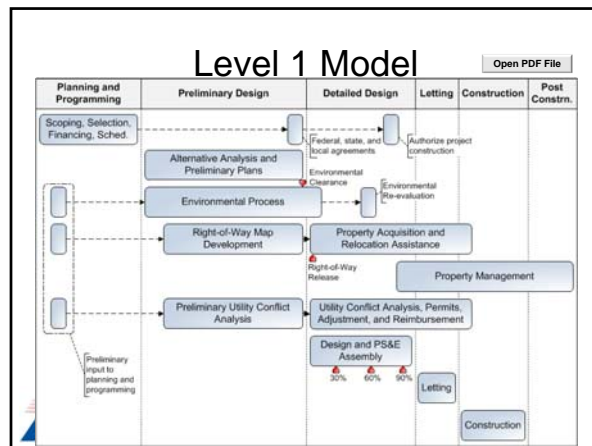 Level 1 Model
Open PDF File
Planning and
Programming
Preliminary Design
Detailed Design
Letting
Construction
Post
Constrn.
Scoping, Selection,
Financing, Sched.
Federal, state, and
local agreements
Authorize project
construction
Alternative Analysis and
Preliminary Plans
Environmental
Clearance
Environmental Process
Environmental
Re-evaluation
Right-of-Way Map
Development
Property Acquisition and
Relocation Assistance
Right-of-Way
Release
Property Management
Preliminary Utility Conflict
Analysis
Utility Conflict Analysis, Permits,
Adjustment, and Reimbursement
Design and PS&E
Assembly
30%
60%
90%
Preliminary
input to
planning and
programming
Letting
Construction